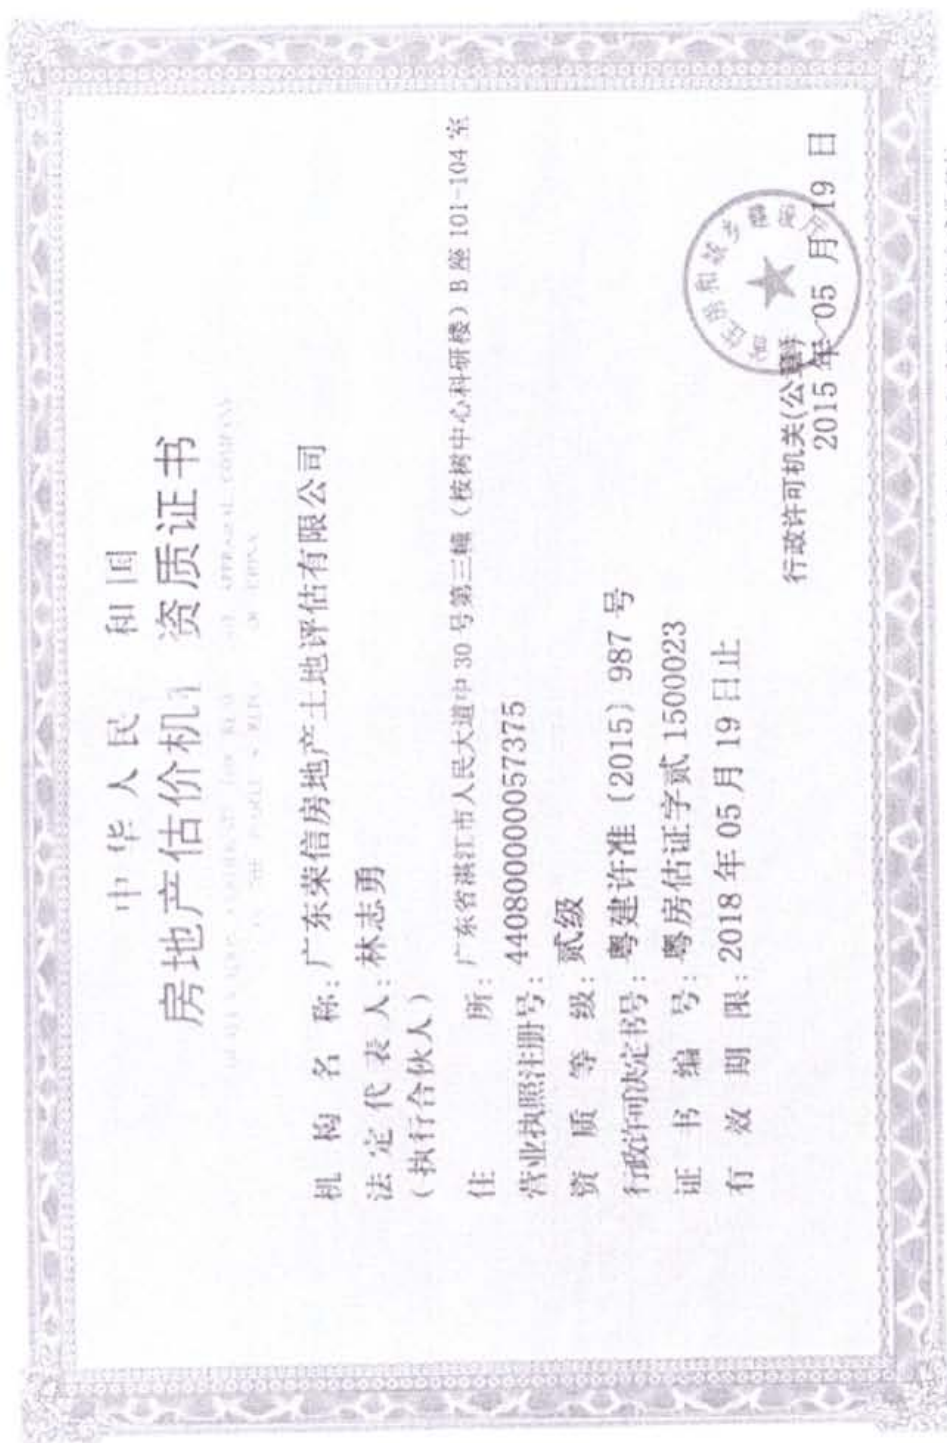 中华人民 和国
房地产估价机 资质证书
机构名称：广东荣信房地产土地评估有限公司
法定代表人：林志勇
（执行合伙人）
住所：广东省湛江市人民大道中30号第三幢（桉树中心科研楼）B座101-104室
营业执照注册号：440800000057375
资质等级：贰级
行政许可决定书号：粤建许准〔2015〕987号
证书编号：粤房估证字贰1500023
有效期限：2018年05月19日止
行政许可机关(公章)
2015年05月19日